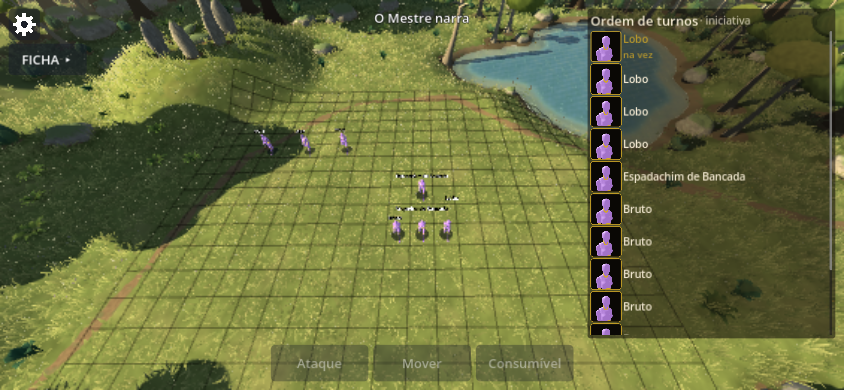 O Mestre narra
FICHA
Ordem de turnos · iniciativa
Lobo
na vez
Lobo
Lobo
Lobo
Espadachim de Bancada
Bruto
Bruto
Bruto
Bruto
Ataque
Mover
Consumível